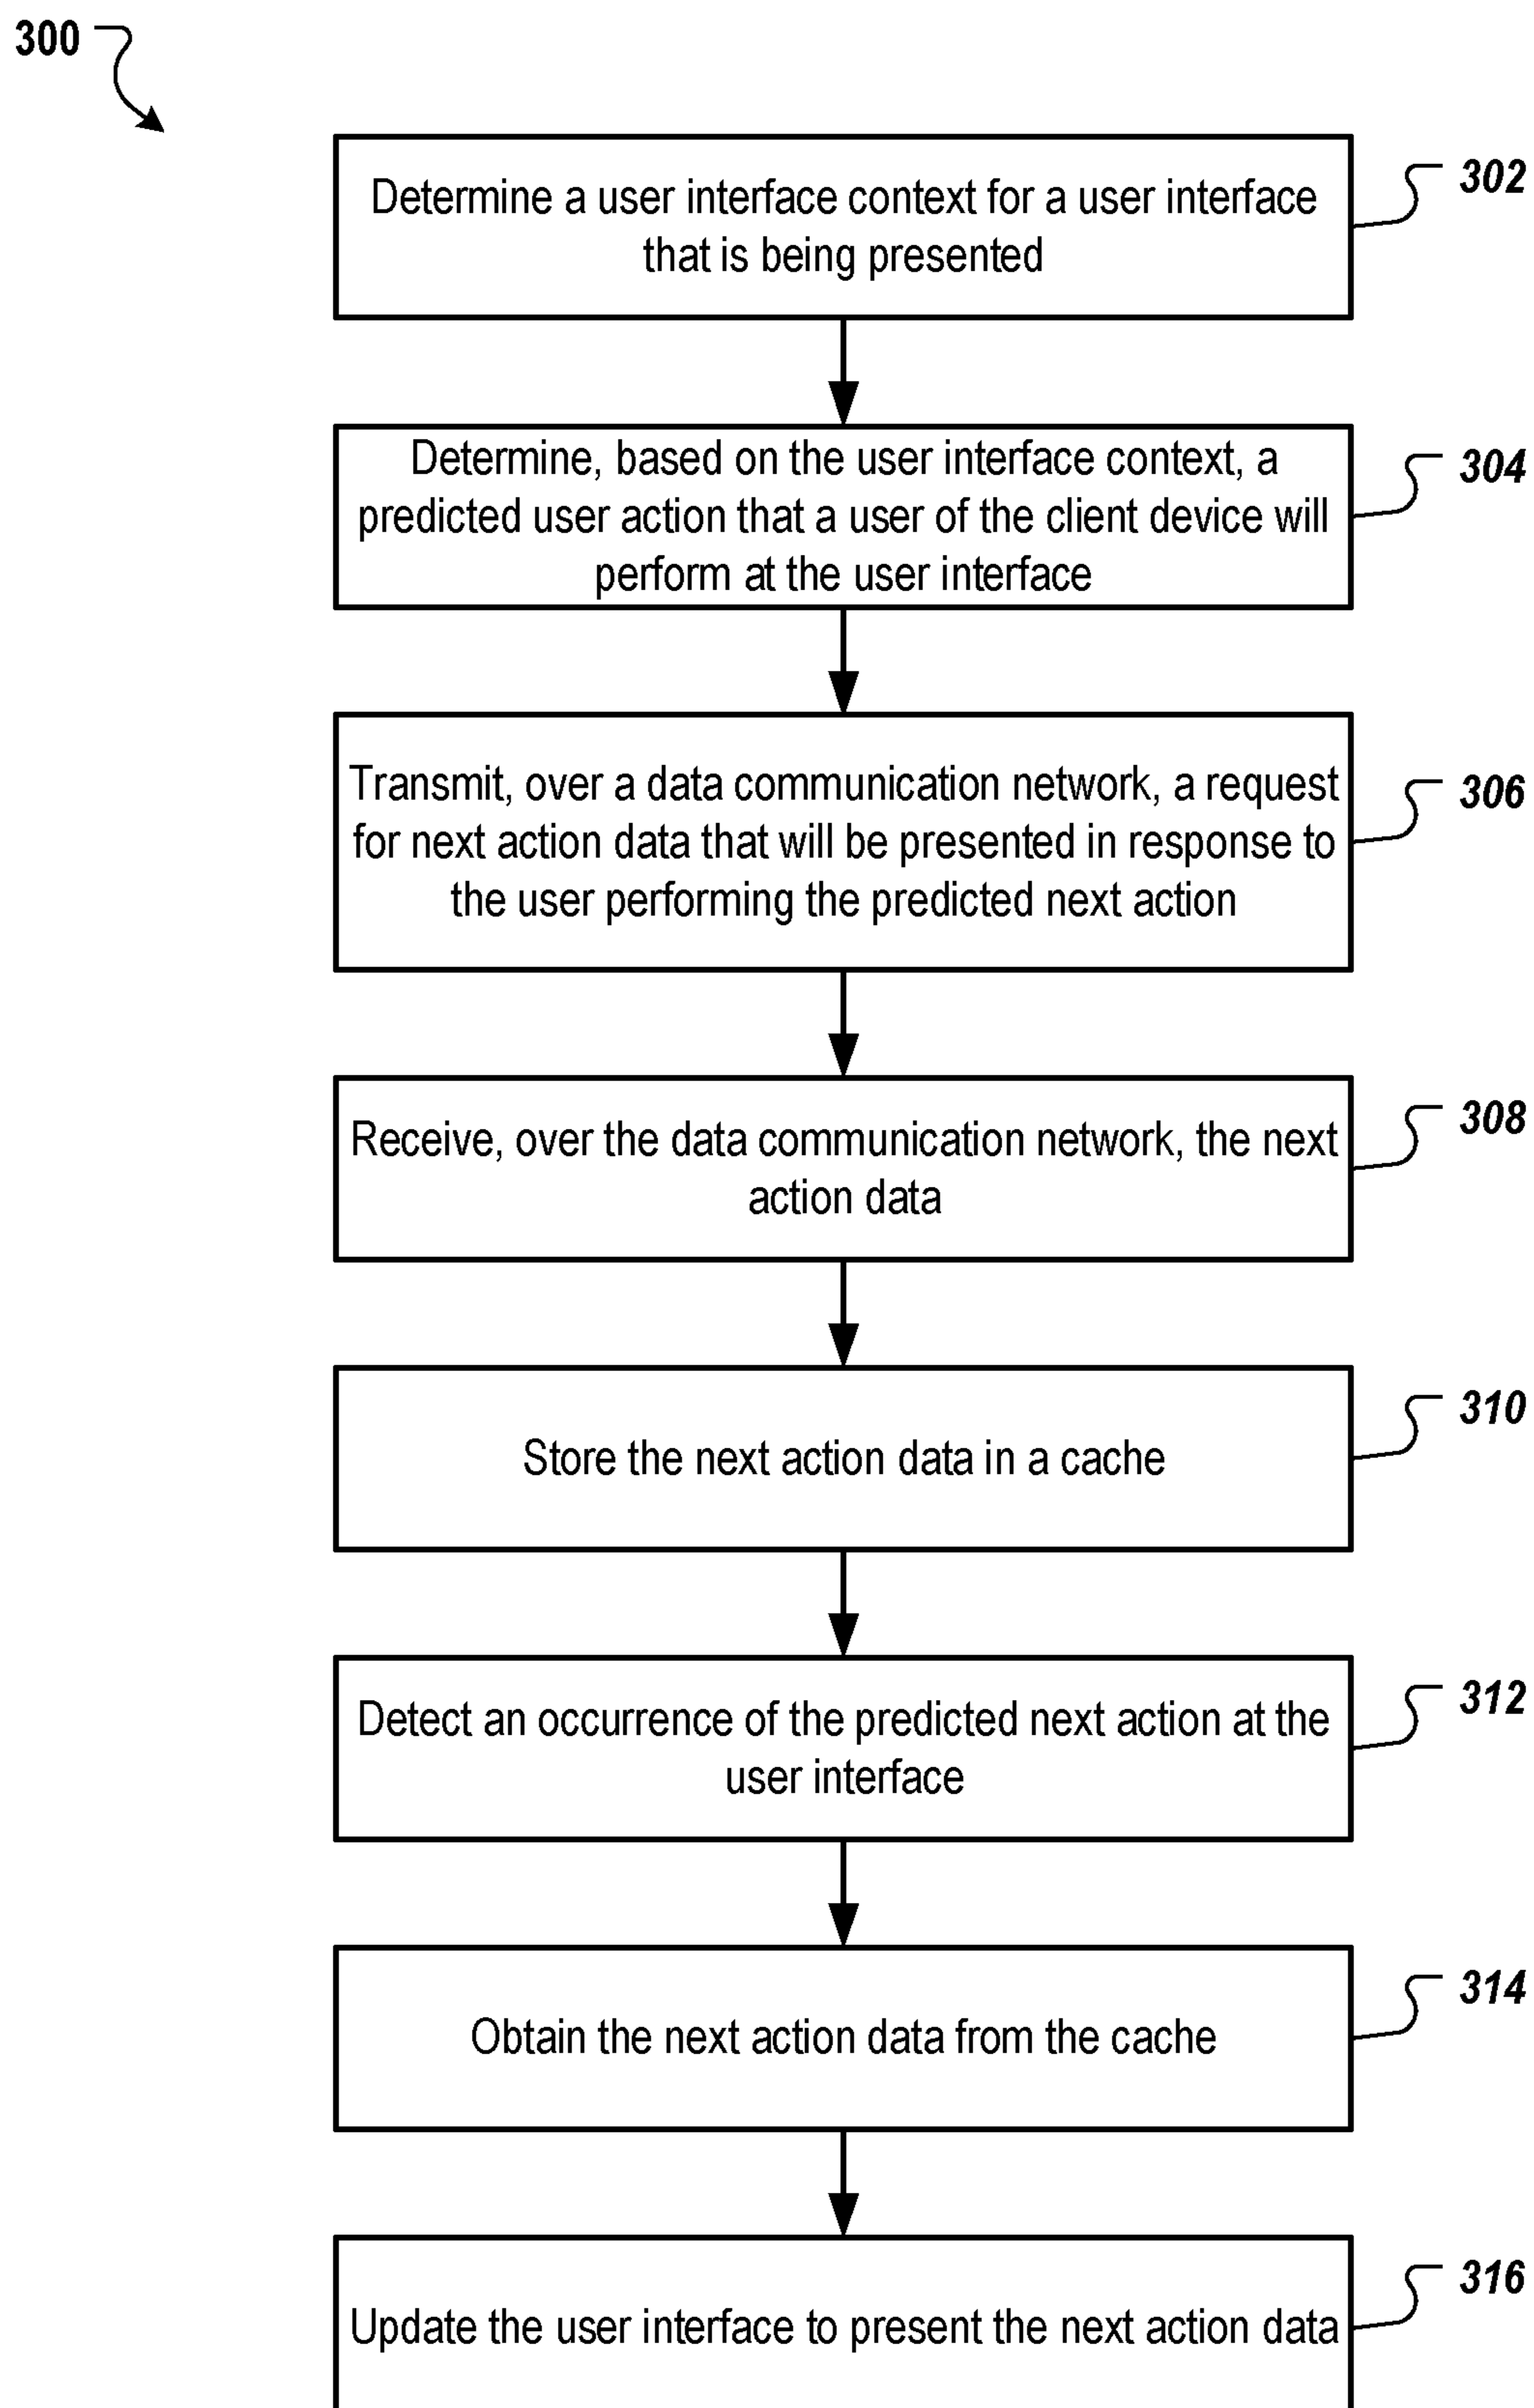 300
Determine a user interface context for a user interface
that is being presented
302
Determine, based on the user interface context, a
predicted user action that a user of the client device will
perform at the user interface
304
Transmit, over a data communication network, a request
for next action data that will be presented in response to
the user performing the predicted next action
306
Receive, over the data communication network, the next
action data
308
Store the next action data in a cache
310
Detect an occurrence of the predicted next action at the
user interface
312
Obtain the next action data from the cache
314
Update the user interface to present the next action data
316